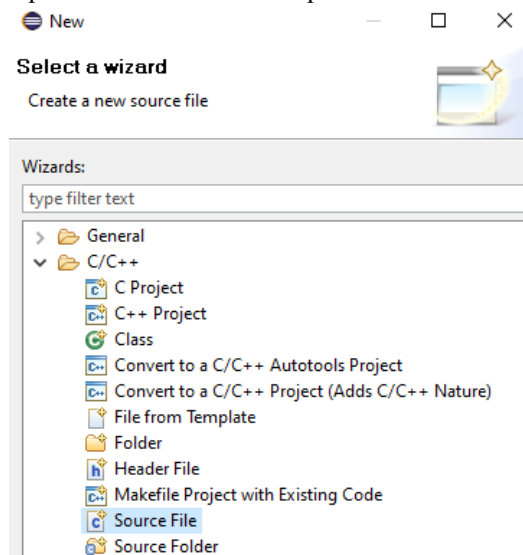 New
Select a wizard
Create a new source file
Wizards:
type filter text
General
C/C++
C Project
C++ Project
Class
Convert to a C/C++ Autotools Project
Convert to a C/C++ Project (Adds C/C++ Nature)
File from Template
Folder
Header File
Makefile Project with Existing Code
Source File
Source Folder